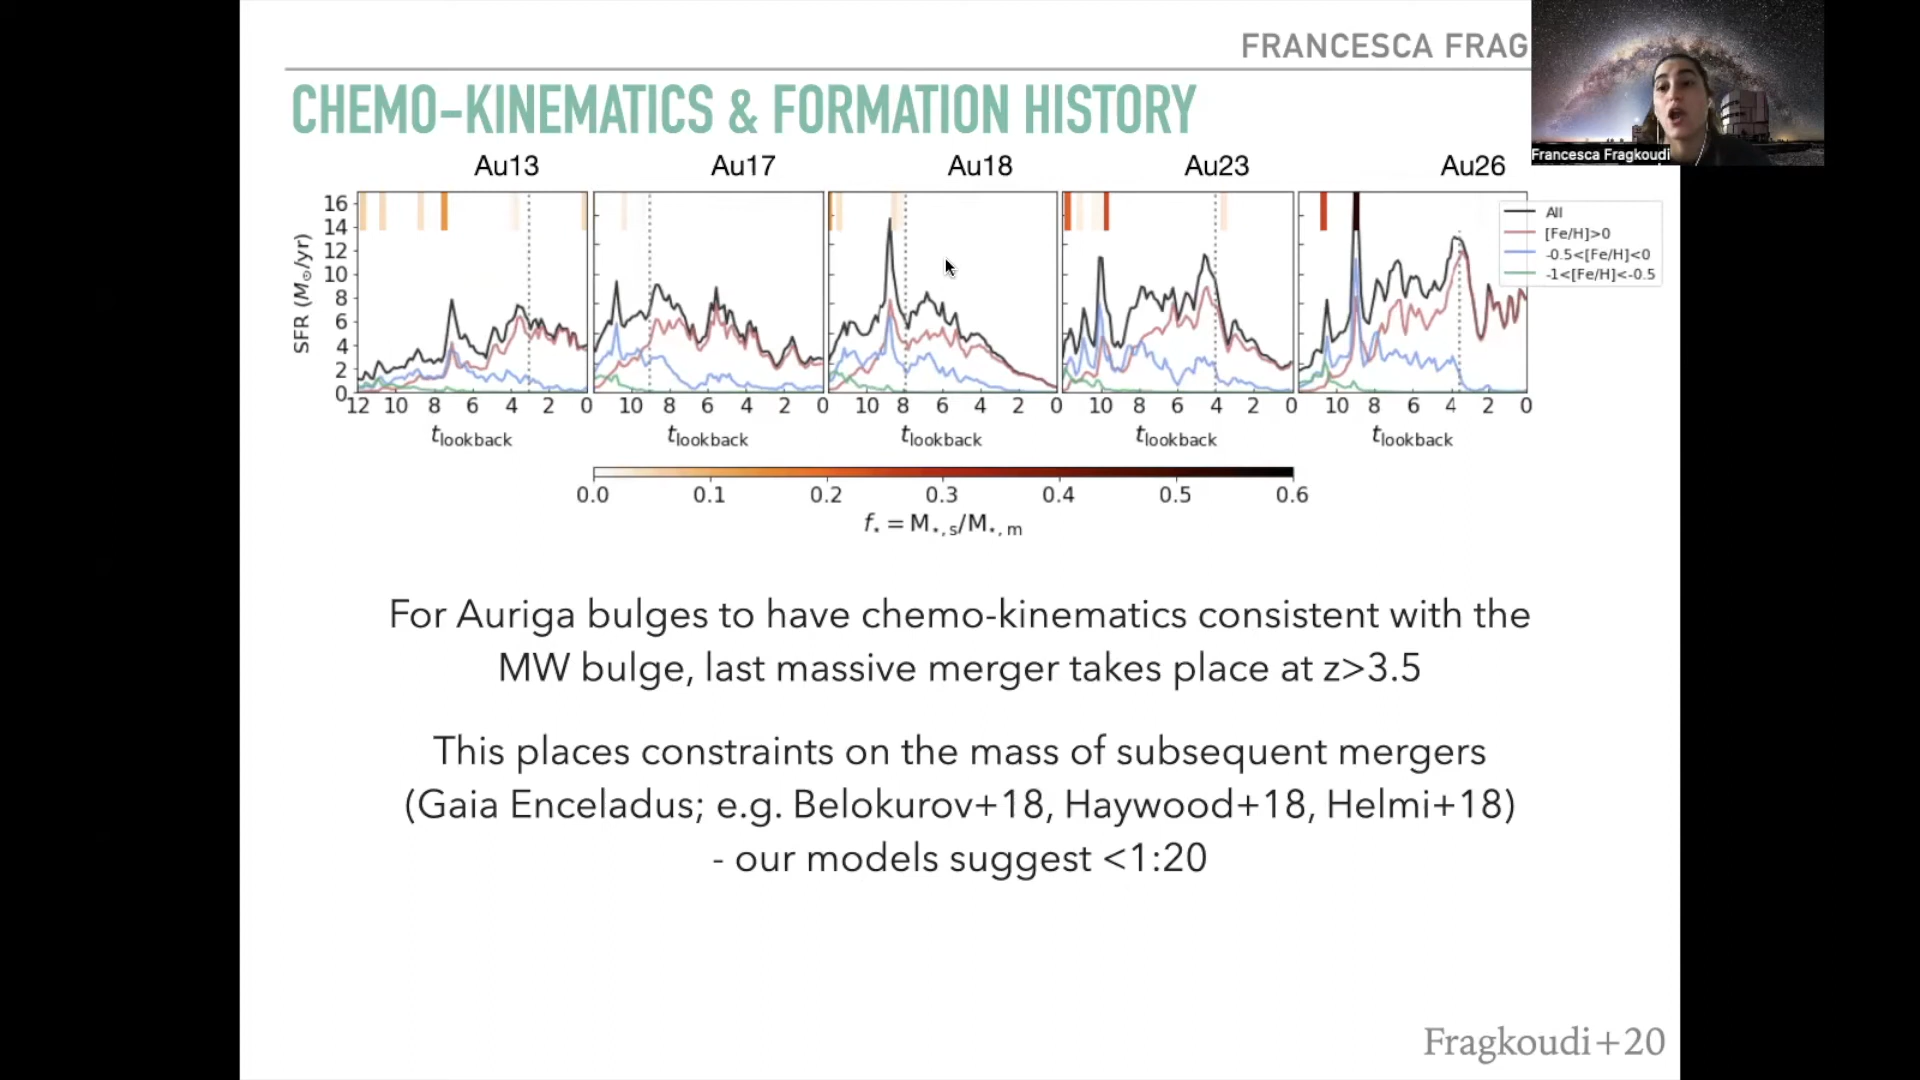 FRANCESCA FRAG
Francesca Fragkoudi
CHEMO-KINEMATICS & FORMATION HISTORY
Au13 Au17 Au18 Au23 Au26
SFR (M⊙/yr)
16
14
12
10
8
6
4
2
0
All
[Fe/H]>0
-0.5<[Fe/H]<0
-1<[Fe/H]<-0.5
12 10 8 6 4 2 0 10 8 6 4 2 0 10 8 6 4 2 0 10 8 6 4 2 0 10 8 6 4 2 0
tlookback tlookback tlookback tlookback tlookback
0.0 0.1 0.2 0.3 0.4 0.5 0.6
f⋆ = M⋆,s/M⋆,m
For Auriga bulges to have chemo-kinematics consistent with the
MW bulge, last massive merger takes place at z>3.5
This places constraints on the mass of subsequent mergers
(Gaia Enceladus; e.g. Belokurov+18, Haywood+18, Helmi+18)
- our models suggest <1:20
Fragkoudi+20